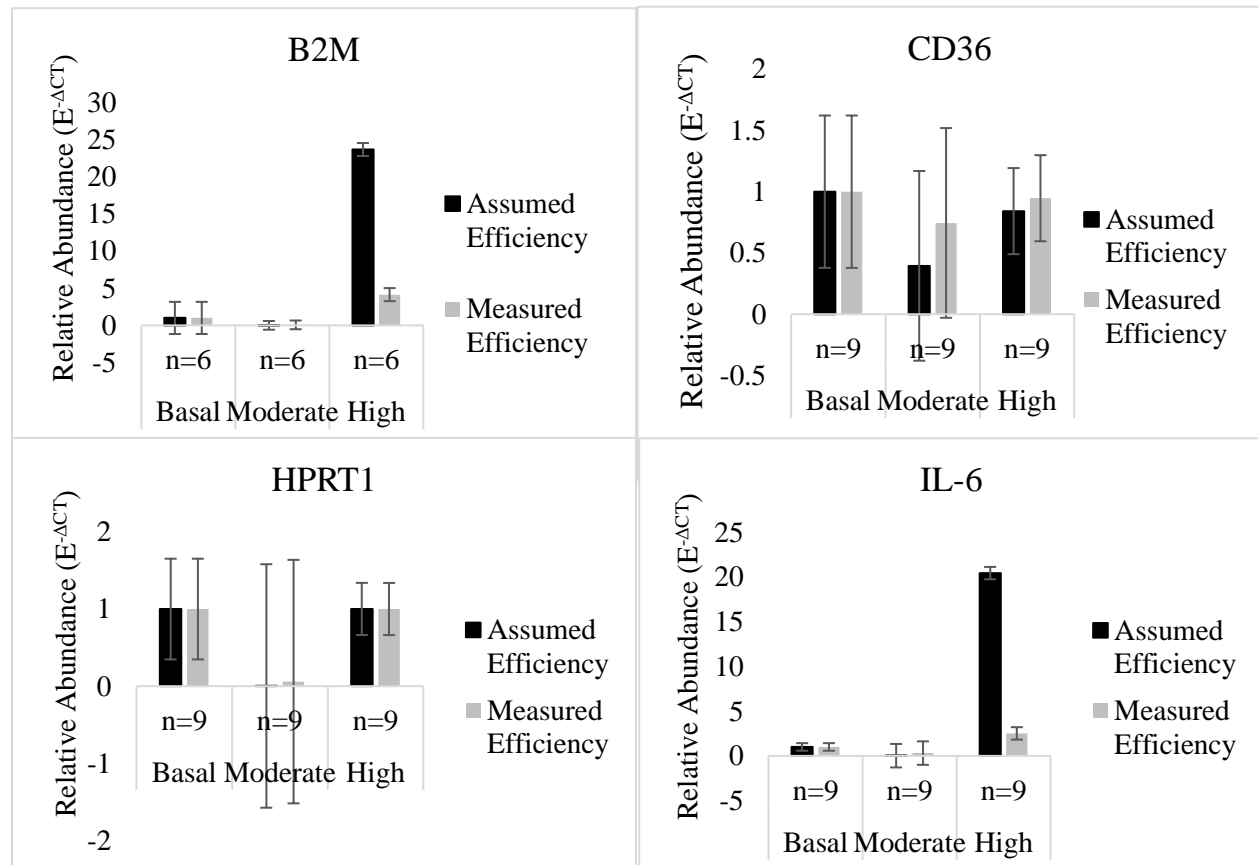 B2M
Relative Abundance (E-ΔCT)
30
25
20
15
10
5
0
-5
n=6 n=6 n=6
Basal Moderate High
Assumed
Efficiency
Measured
Efficiency
CD36
Relative Abundance (E-ΔCT)
2
1.5
1
0.5
0
-0.5
n=9 n=9 n=9
Basal Moderate High
Assumed
Efficiency
Measured
Efficiency
HPRT1
Relative Abundance (E-ΔCT)
2
1
0
-1
-2
n=9 n=9 n=9
Basal Moderate High
Assumed
Efficiency
Measured
Efficiency
IL-6
Relative Abundance (E-ΔCT)
25
20
15
10
5
0
-5
n=9 n=9 n=9
Basal Moderate High
Assumed
Efficiency
Measured
Efficiency